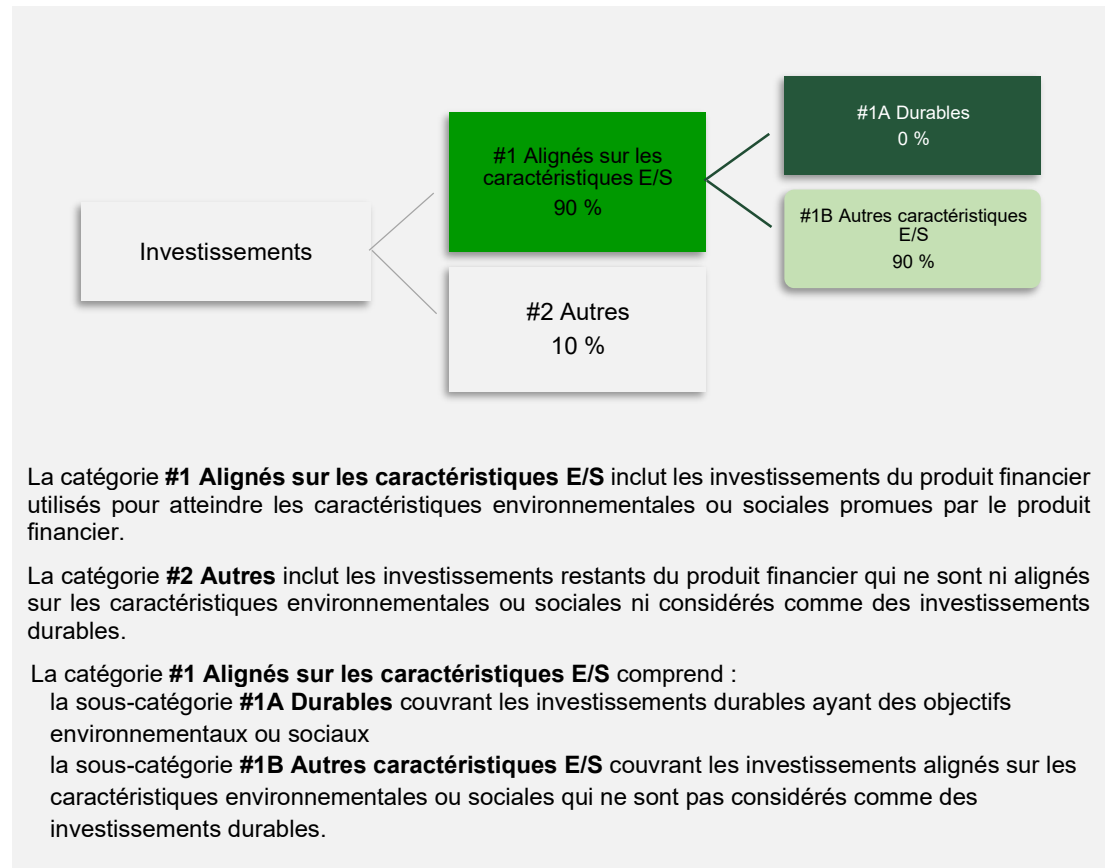 Investissements
#1 Alignés sur les
caractéristiques E/S
90 %
#2 Autres
10 %
#1A Durables
0 %
#1B Autres caractéristiques
E/S
90 %
La catégorie #1 Alignés sur les caractéristiques E/S inclut les investissements du produit financier
utilisés pour atteindre les caractéristiques environnementales ou sociales promues par le produit
financier.
La catégorie #2 Autres inclut les investissements restants du produit financier qui ne sont ni alignés
sur les caractéristiques environnementales ou sociales ni considérés comme des investissements
durables.
La catégorie #1 Alignés sur les caractéristiques E/S comprend :
la sous-catégorie #1A Durables couvrant les investissements durables ayant des objectifs
environnementaux ou sociaux
la sous-catégorie #1B Autres caractéristiques E/S couvrant les investissements alignés sur les
caractéristiques environnementales ou sociales qui ne sont pas considérés comme des
investissements durables.